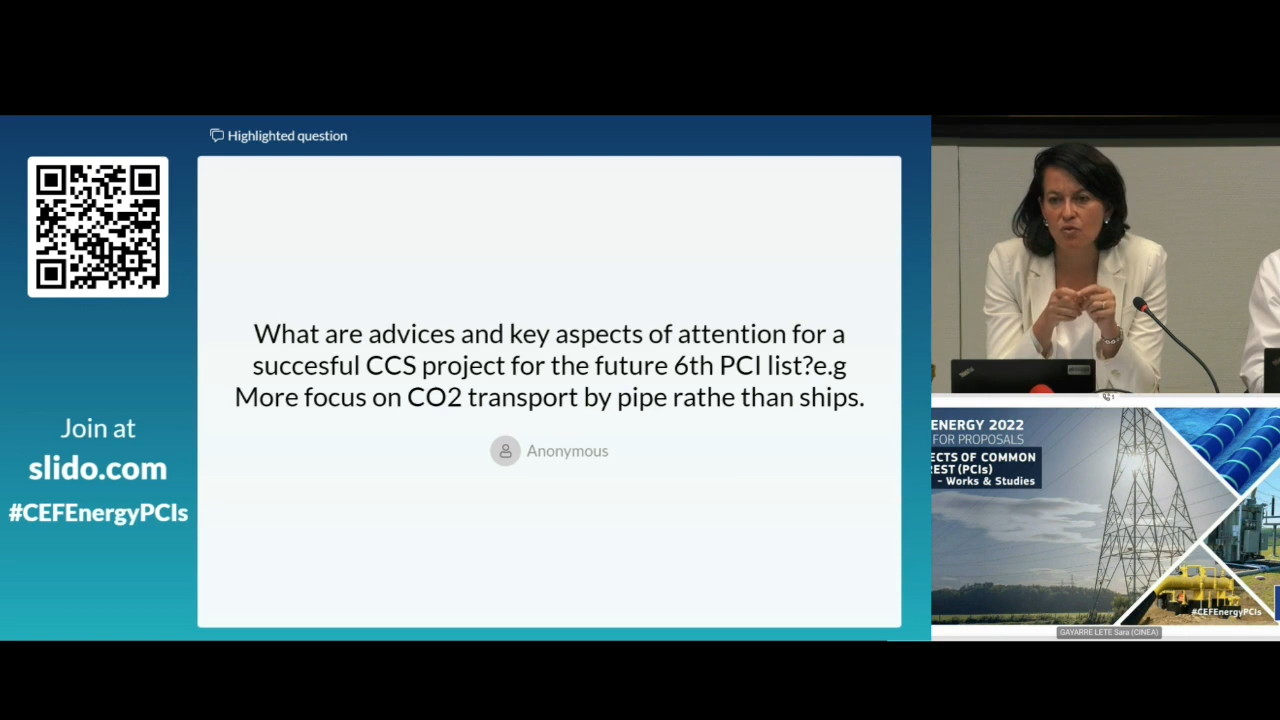 Highlighted question
What are advices and key aspects of attention for a
succesful CCS project for the future 6th PCI list?e.g
More focus on CO2 transport by pipe rathe than ships.
Anonymous
Join at
slido.com
#CEFEnergyPCIs
ENERGY 2022
FOR PROPOSALS
ECTS OF COMMON
REST (PCIs)
- Works & Studies
#CEFEnergyPCIs
GAYARRE LETE Sara (CINEA)